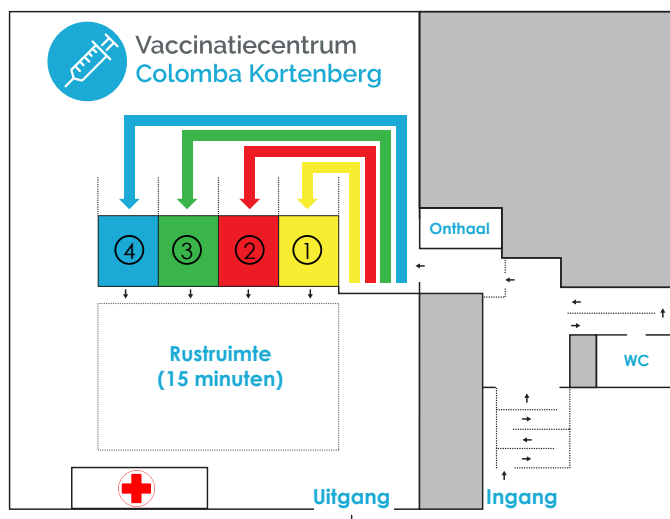 Vaccinatiecentrum
Colomba Kortenberg
Onthaal
4
3
2
1
Rustruimte
(15 minuten)
WC
Uitgang
Ingang